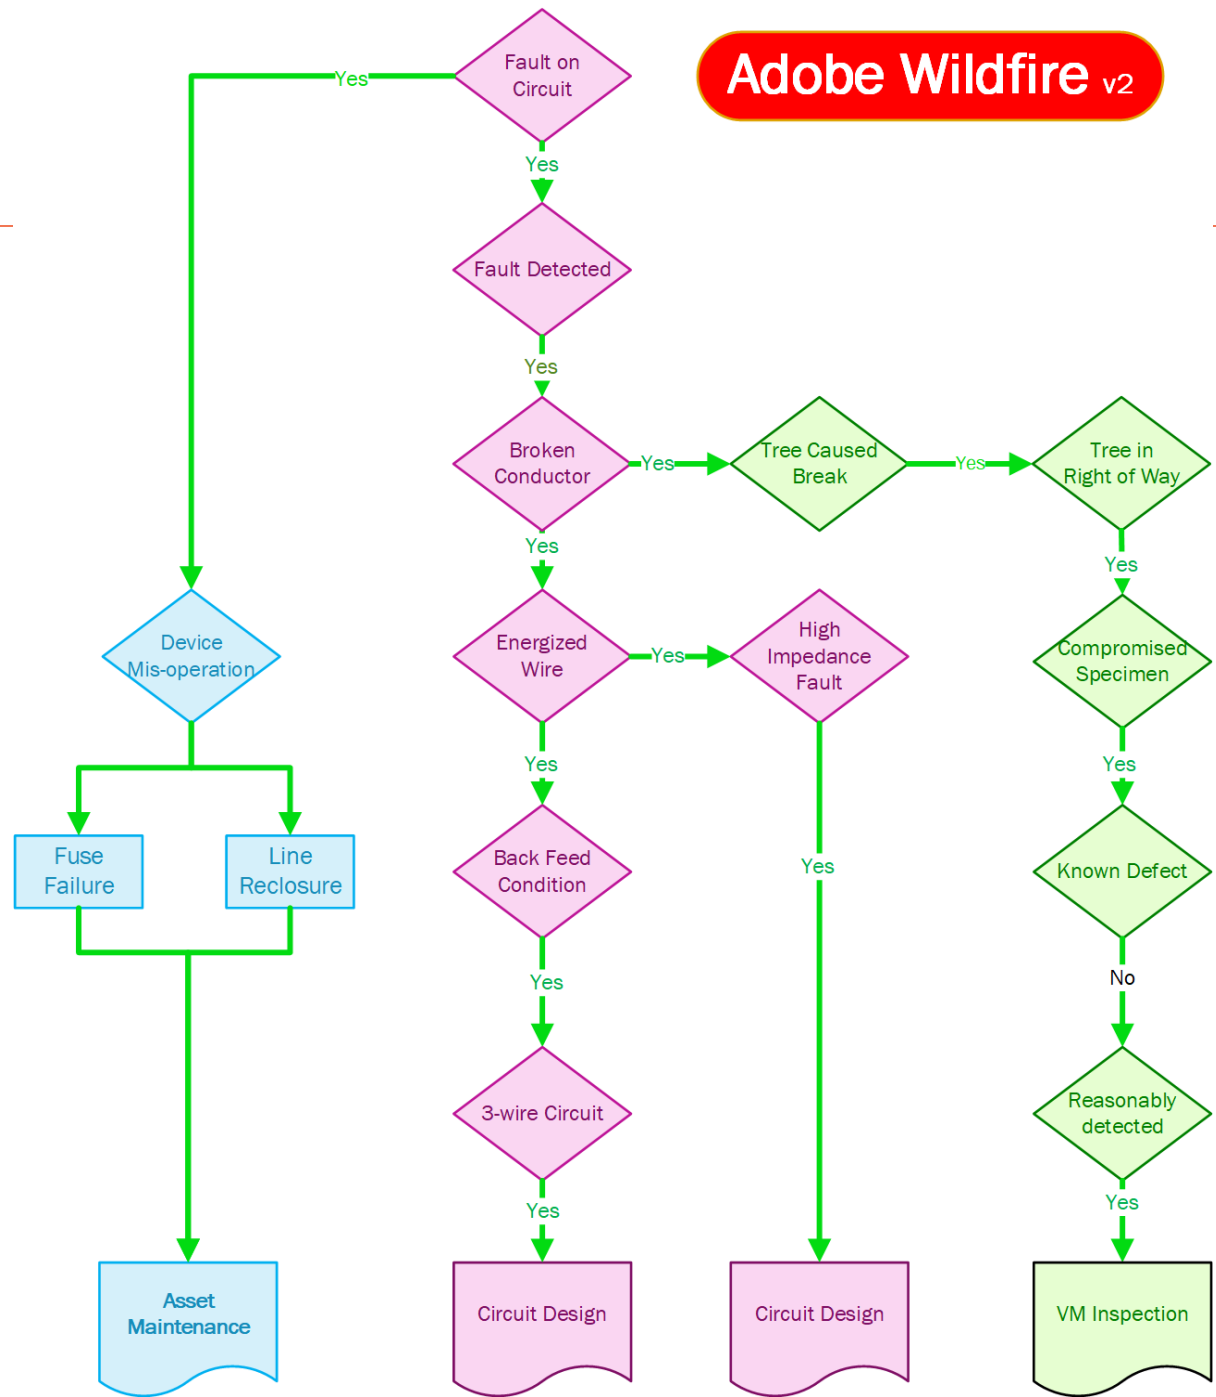 Adobe Wildfire v2
Fault on
Circuit
Yes
Yes
Fault Detected
Yes
Broken
Conductor
Yes
Tree Caused
Break
Yes
Tree in
Right of Way
Yes
Yes
Device
Mis-operation
Energized
Wire
Yes
High
Impedance
Fault
Compromised
Specimen
Yes
Yes
Fuse
Failure
Line
Reclosure
Back Feed
Condition
Yes
Known Defect
Yes
No
3-wire Circuit
Reasonably
detected
Yes
Yes
Asset
Maintenance
Circuit Design
Circuit Design
VM Inspection